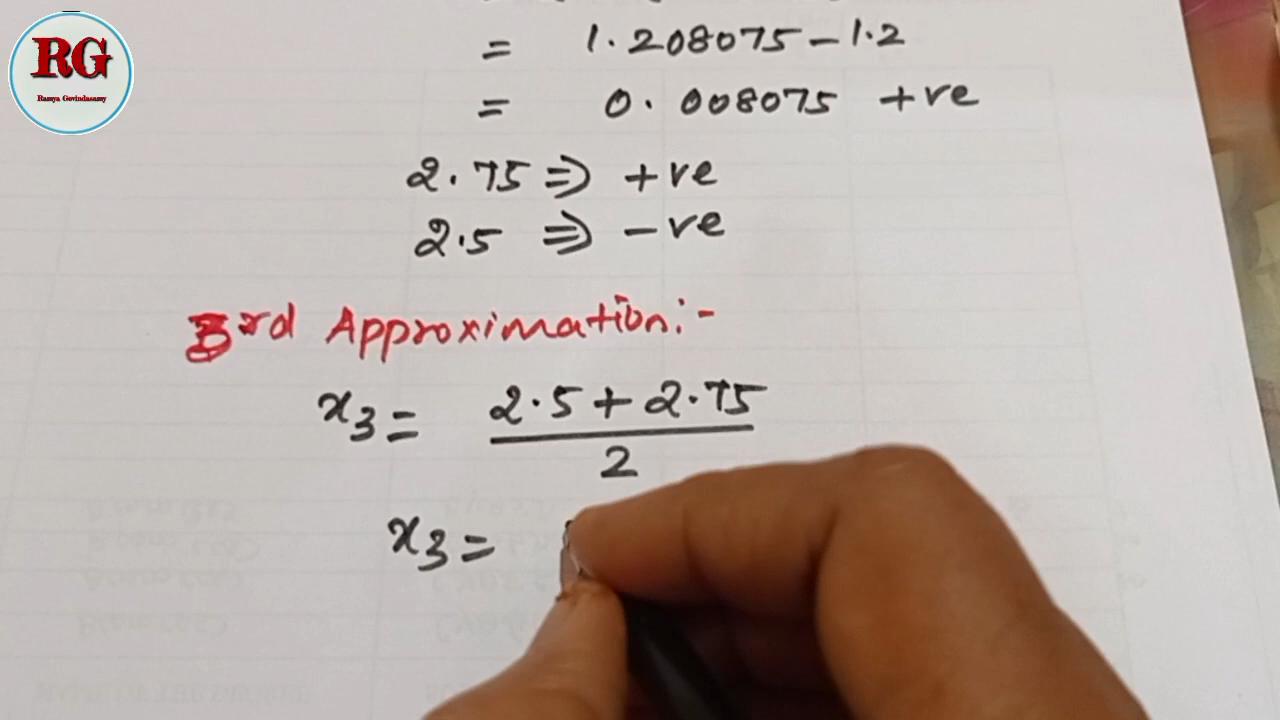 RG
Ramya Govindasamy
= 1.208075 - 1.2
= 0.008075 +ve
2.75 ⇒ +ve
2.5 ⇒ -ve
3rd Approximation:-
x3 = 2.5 + 2.75
2
x3 =